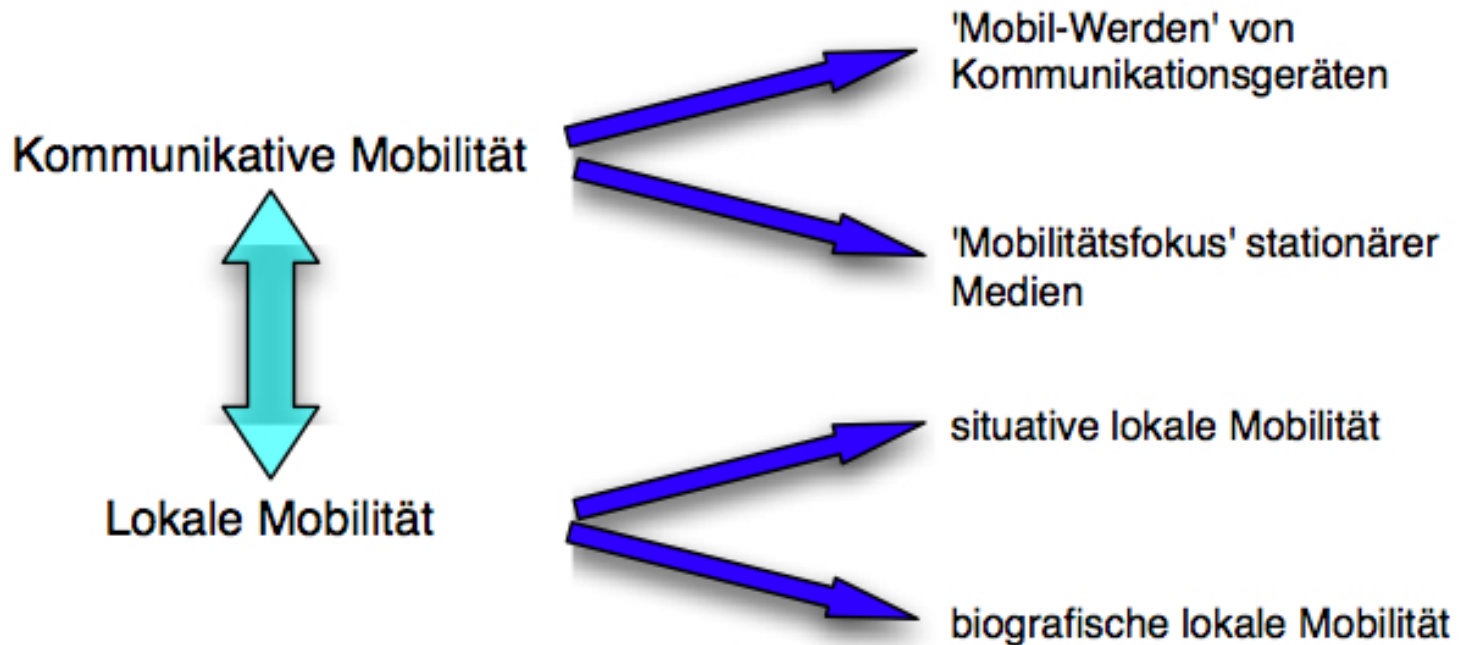 'Mobil-Werden' von
Kommunikationsgeräten
Kommunikative Mobilität
'Mobilitätsfokus' stationärer
Medien
situative lokale Mobilität
Lokale Mobilität
biografische lokale Mobilität